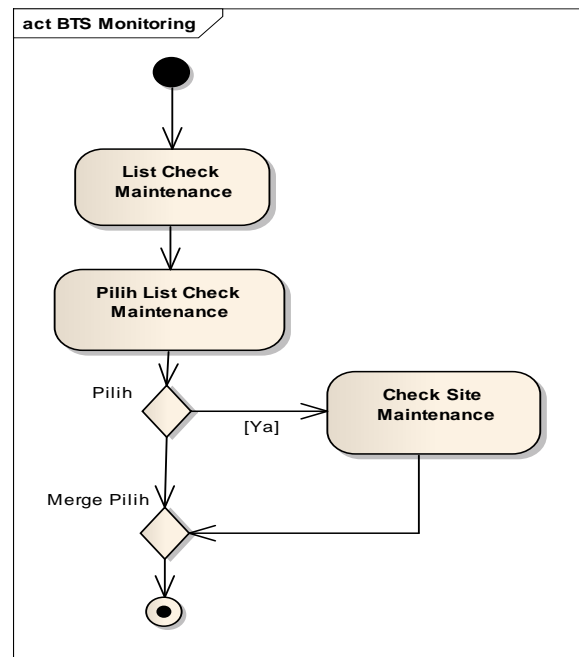 act BTS Monitoring
List Check
Maintenance
Pilih List Check
Maintenance
Pilih
[Ya]
Check Site
Maintenance
Merge Pilih